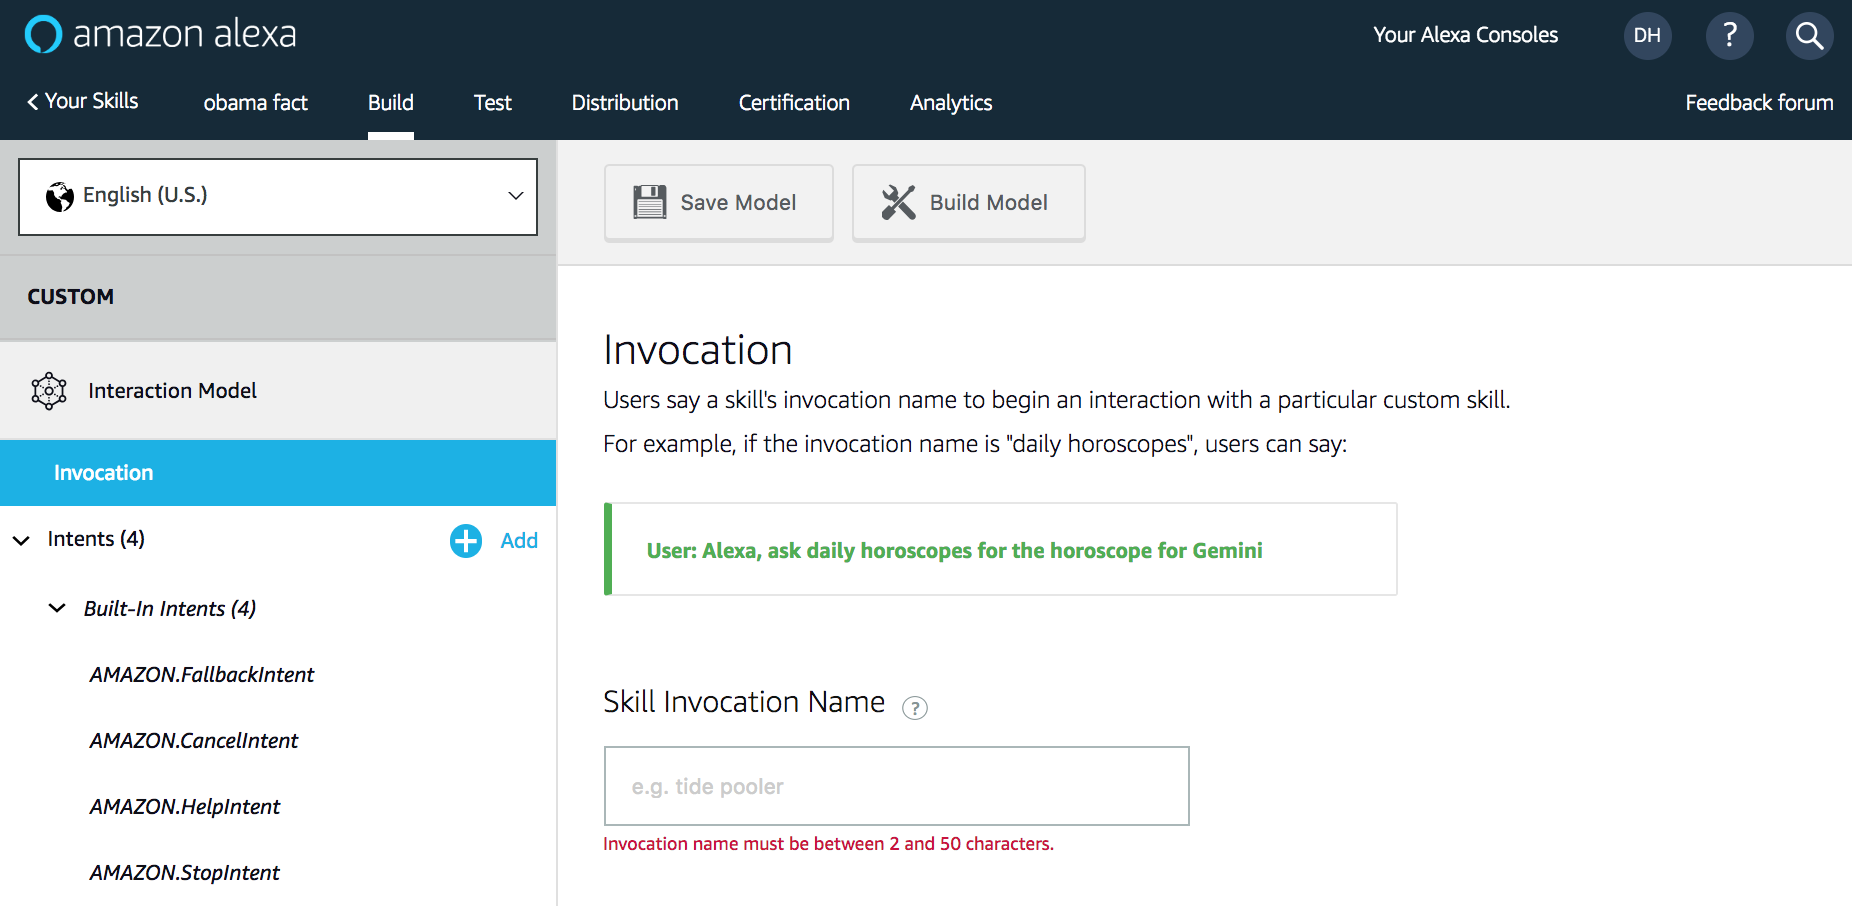 amazon alexa
Your Alexa Consoles
DH
?
Your Skills
obama fact
Build
Test
Distribution
Certification
Analytics
Feedback forum
English (U.S.)
Save Model
Build Model
CUSTOM
Interaction Model
Invocation
Intents (4)
Add
Built-In Intents (4)
AMAZON.FallbackIntent
AMAZON.CancelIntent
AMAZON.HelpIntent
AMAZON.StopIntent
Invocation
Users say a skill's invocation name to begin an interaction with a particular custom skill.
For example, if the invocation name is "daily horoscopes", users can say:
User: Alexa, ask daily horoscopes for the horoscope for Gemini
Skill Invocation Name ?
e.g. tide pooler
Invocation name must be between 2 and 50 characters.